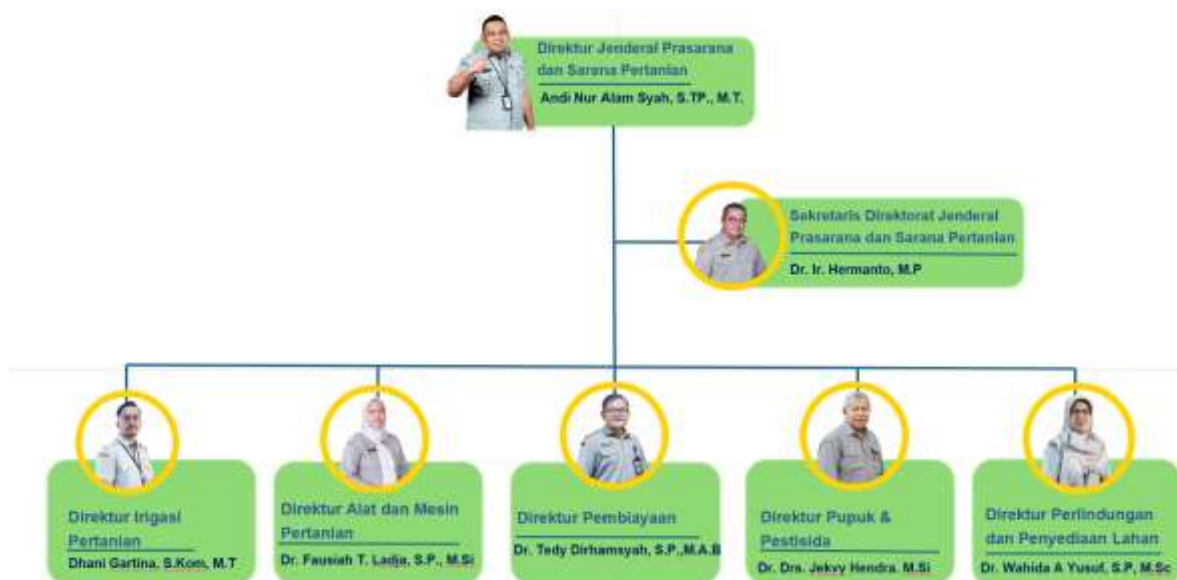 Direktur Jenderal Prasarana
dan Sarana Pertanian
Andi Nur Alam Syah, S.TP., M.T.
Sekretaris Direktorat Jenderal
Prasarana dan Sarana Pertanian
Dr. Ir. Hermanto, M.P
Direktur Irigasi
Pertanian
Dhani Gartina, S.Kom, M.T
Direktur Alat dan Mesin
Pertanian
Dr. Fausiah T. Ladja, S.P., M.Si
Direktur Pembiayaan
Dr. Tedy Dirhamsyah, S.P.,M.A.B
Direktur Pupuk &
Pestisida
Dr. Drs. Jekvy Hendra. M.Si
Direktur Perlindungan
dan Penyediaan Lahan
Dr. Wahida A Yusuf, S.P, M.Sc